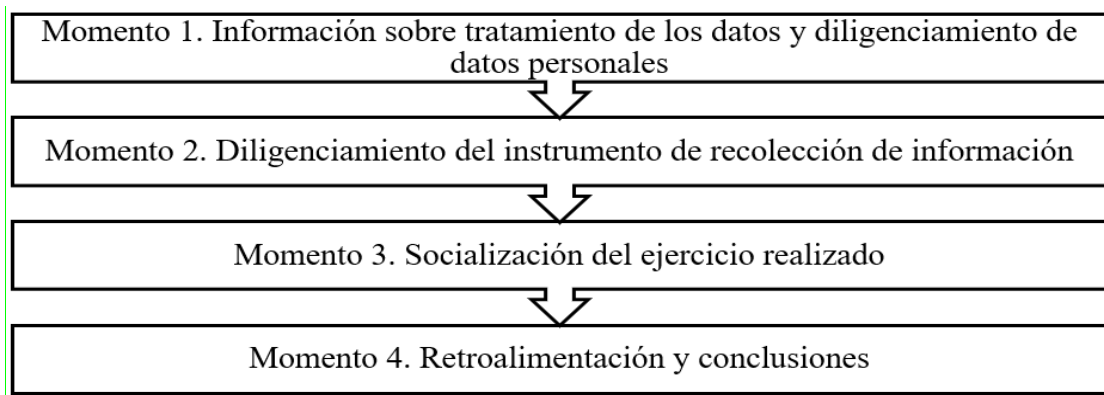 Momento 1. Información sobre tratamiento de los datos y diligenciamiento de
datos personales
Momento 2. Diligenciamiento del instrumento de recolección de información
Momento 3. Socialización del ejercicio realizado
Momento 4. Retroalimentación y conclusiones